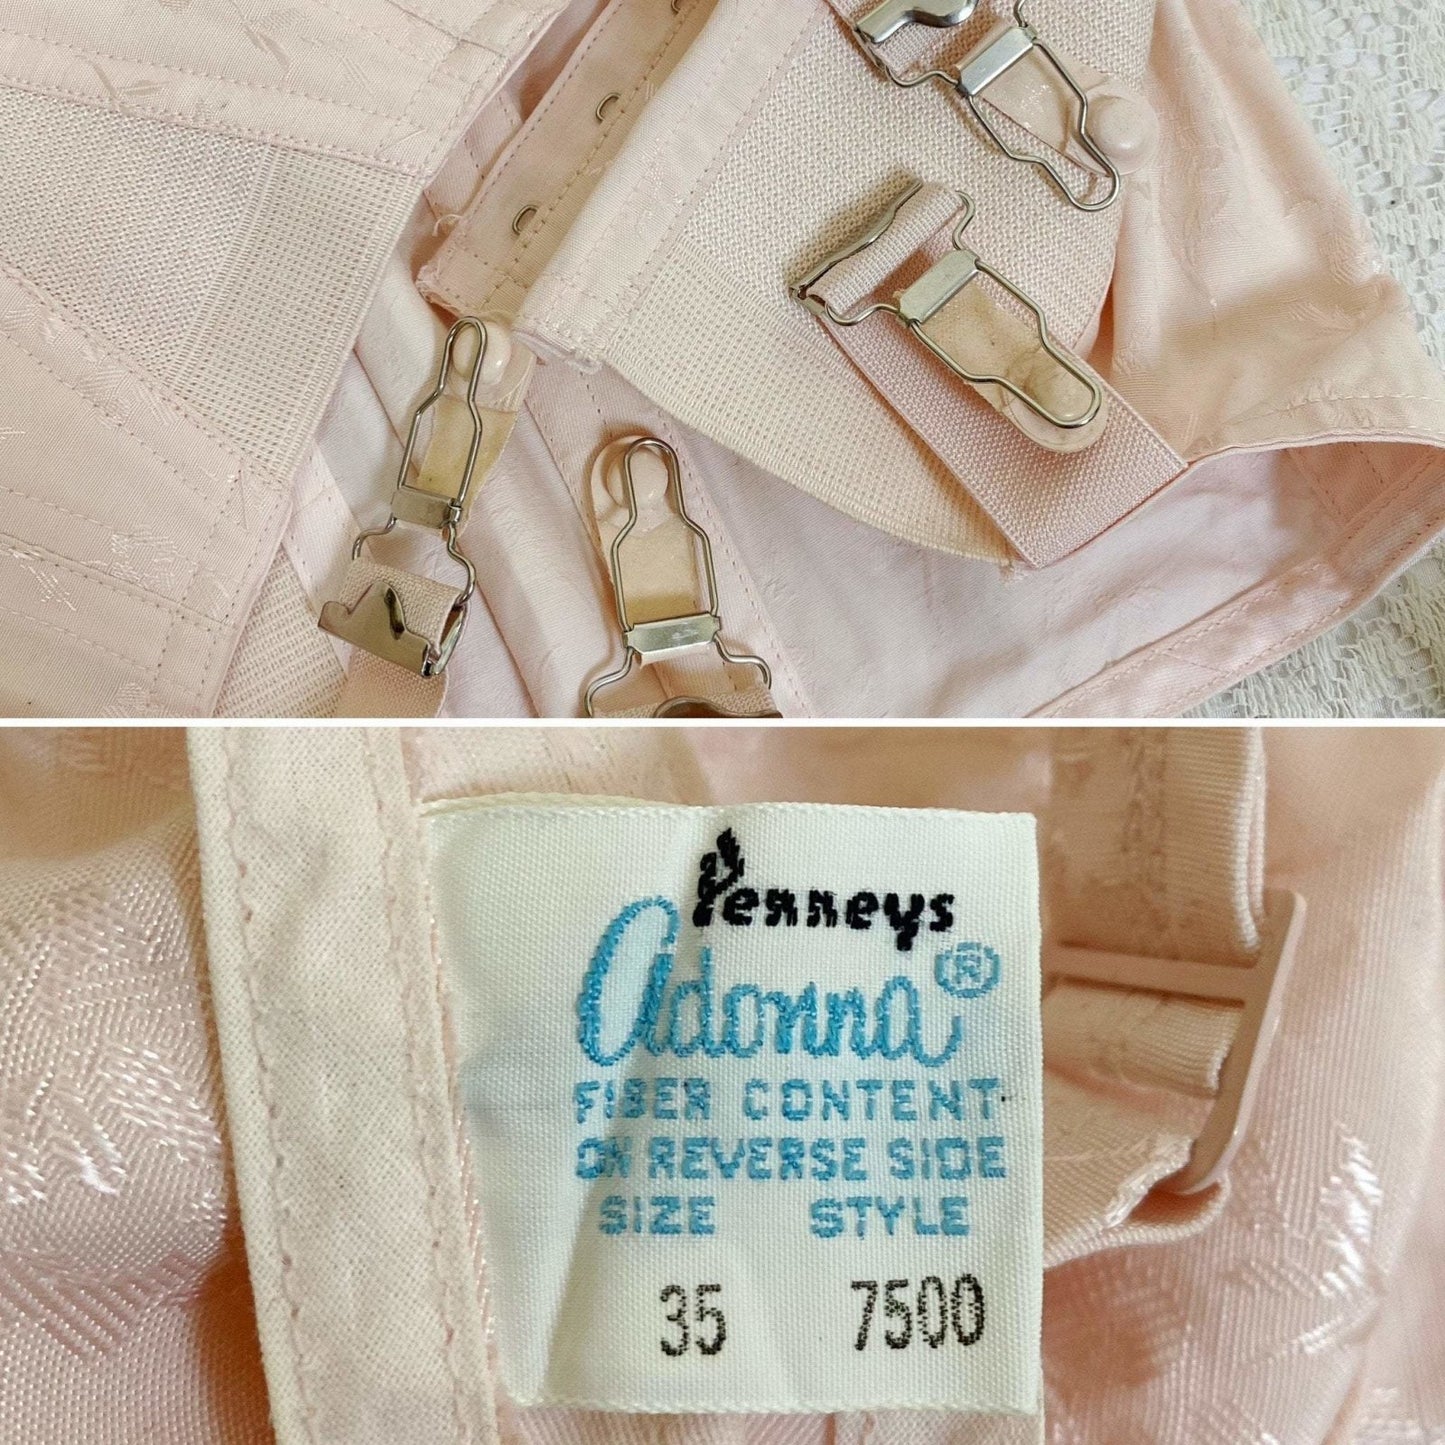 Penneys
Adonna®
FIBER CONTENT
ON REVERSE SIDE
SIZE STYLE
35 7500